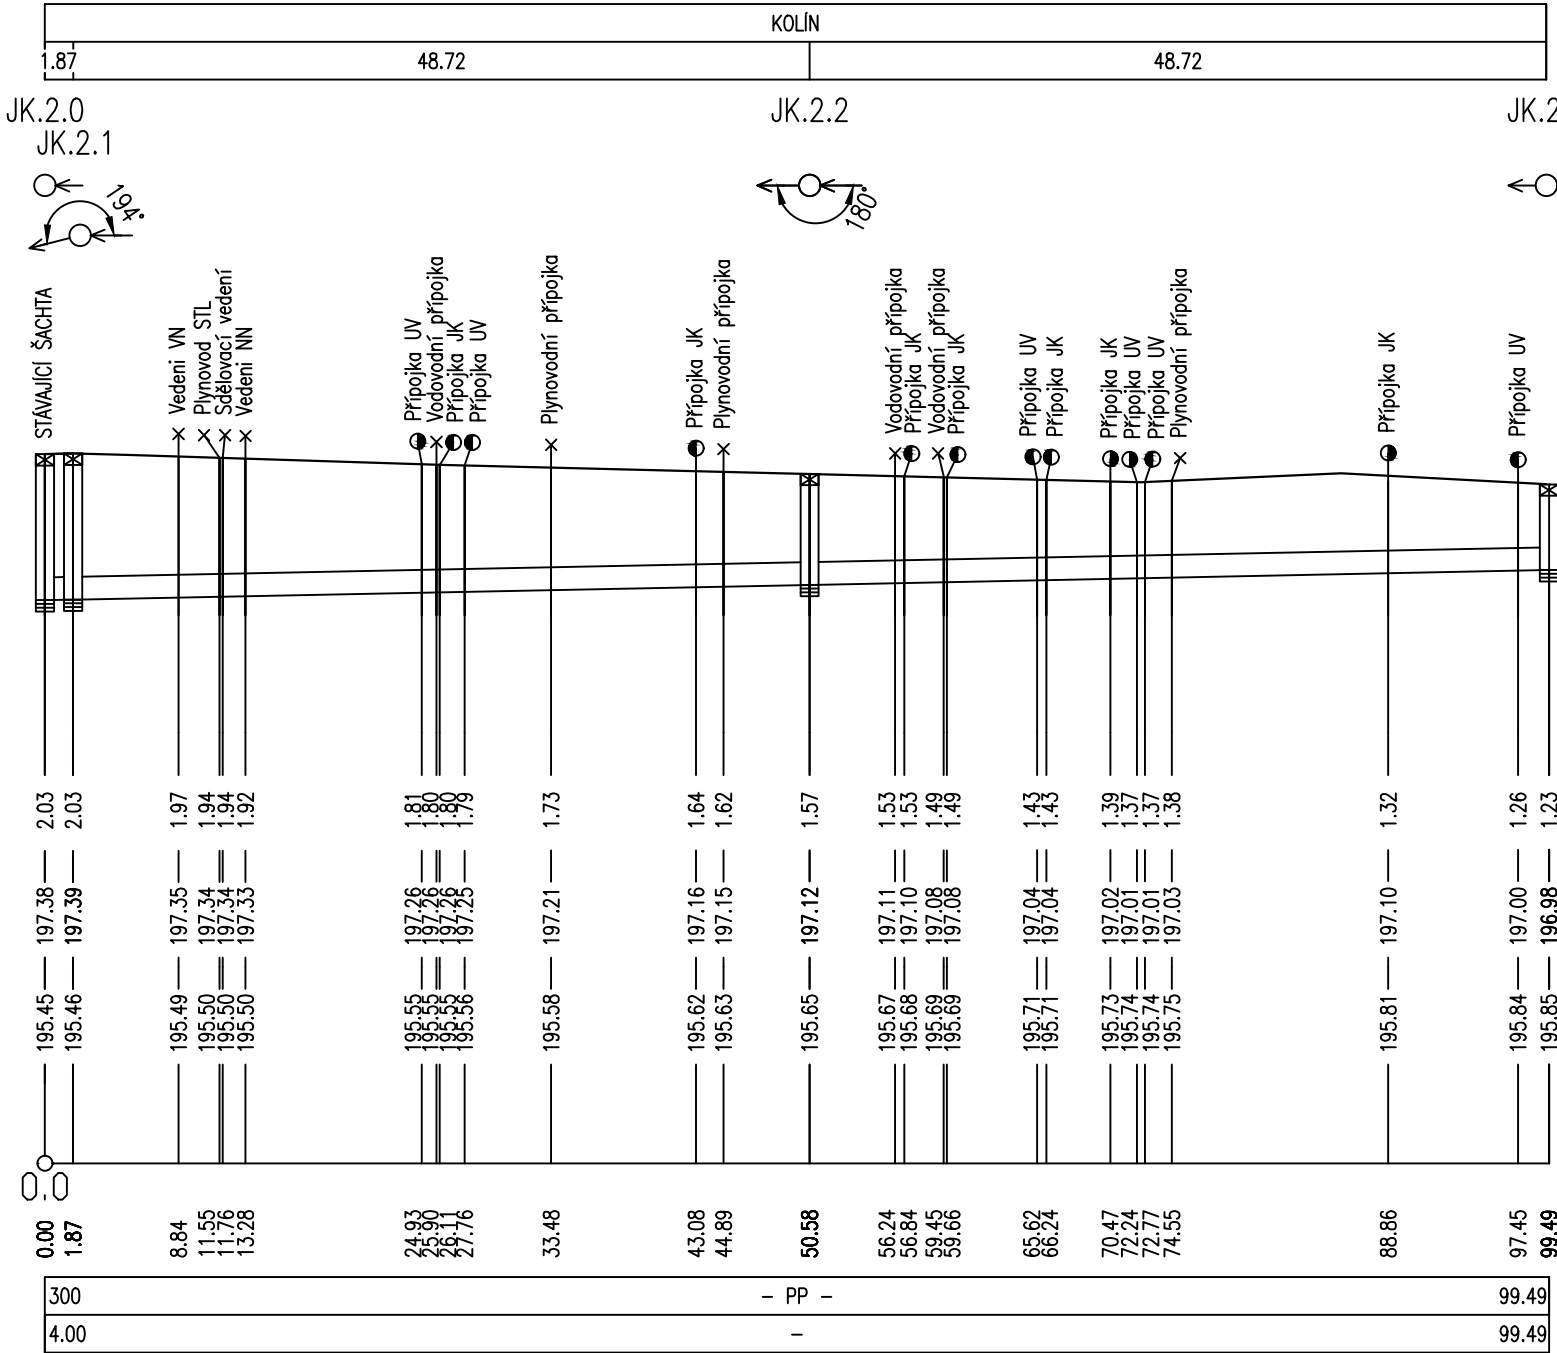 KOLÍN
1.87 48.72 48.72
JK.2.0 JK.2.2 JK.2
JK.2.1
194°
180°
STÁVAJÍCÍ ŠACHTA
Vedeni VN
Plynovod STL
Sdělovací vedení
Vedeni NN
Přípojka UV
Vodovodní přípojka
Přípojka JK
Přípojka UV
Plynovodní přípojka
Přípojka JK
Plynovodní přípojka
Vodovodní přípojka
Přípojka JK
Vodovodní přípojka
Přípojka JK
Přípojka UV
Přípojka JK
Přípojka JK
Přípojka UV
Přípojka UV
Plynovodní přípojka
Přípojka JK
Přípojka UV
2.03 2.03 1.97 1.94 1.94 1.92 1.81 1.80 1.80 1.79 1.73 1.64 1.62 1.57 1.53 1.53 1.49 1.49 1.43 1.43 1.39 1.37 1.37 1.38 1.32 1.26 1.23
197.38 197.39 197.35 197.34 197.34 197.33 197.26 197.26 197.26 197.25 197.21 197.16 197.15 197.12 197.11 197.10 197.08 197.08 197.04 197.04 197.02 197.01 197.01 197.03 197.10 197.00 196.98
195.45 195.46 195.49 195.50 195.50 195.50 195.55 195.55 195.55 195.56 195.58 195.62 195.63 195.65 195.67 195.68 195.69 195.69 195.71 195.71 195.73 195.74 195.74 195.75 195.81 195.84 195.85
0.0
0.00 1.87 8.84 11.55 11.76 13.28 24.93 25.90 26.11 27.76 33.48 43.08 44.89 50.58 56.24 56.84 59.45 59.66 65.62 66.24 70.47 72.24 72.77 74.55 88.86 97.45 99.49
300 - PP - 99.49
4.00 - 99.49